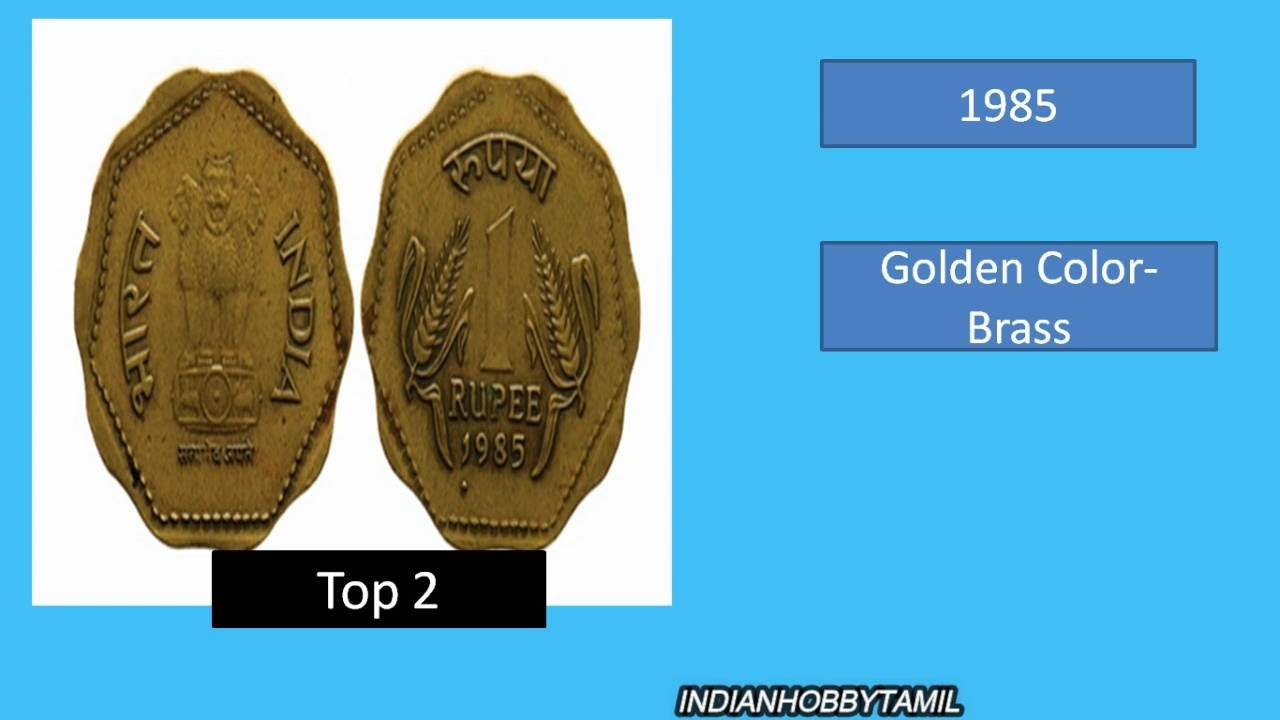 भारत
INDIA
सत्यमेव जयते
रूपया
1
RUPEE
1985
1985
Golden Color-
Brass
Top 2
INDIANHOBBYTAMIL